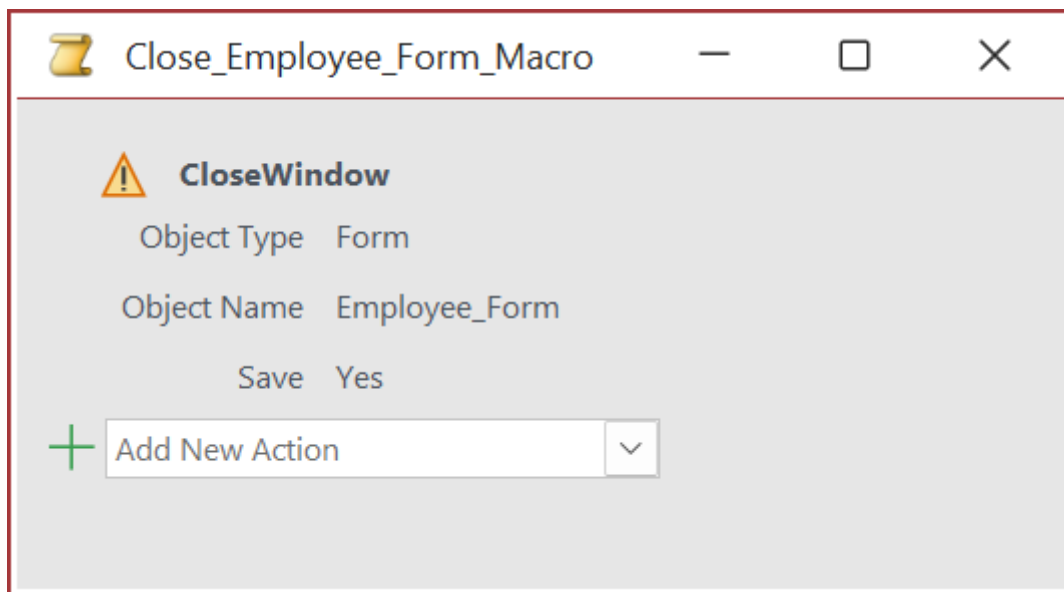 Close_Employee_Form_Macro
CloseWindow
Object Type Form
Object Name Employee_Form
Save Yes
Add New Action